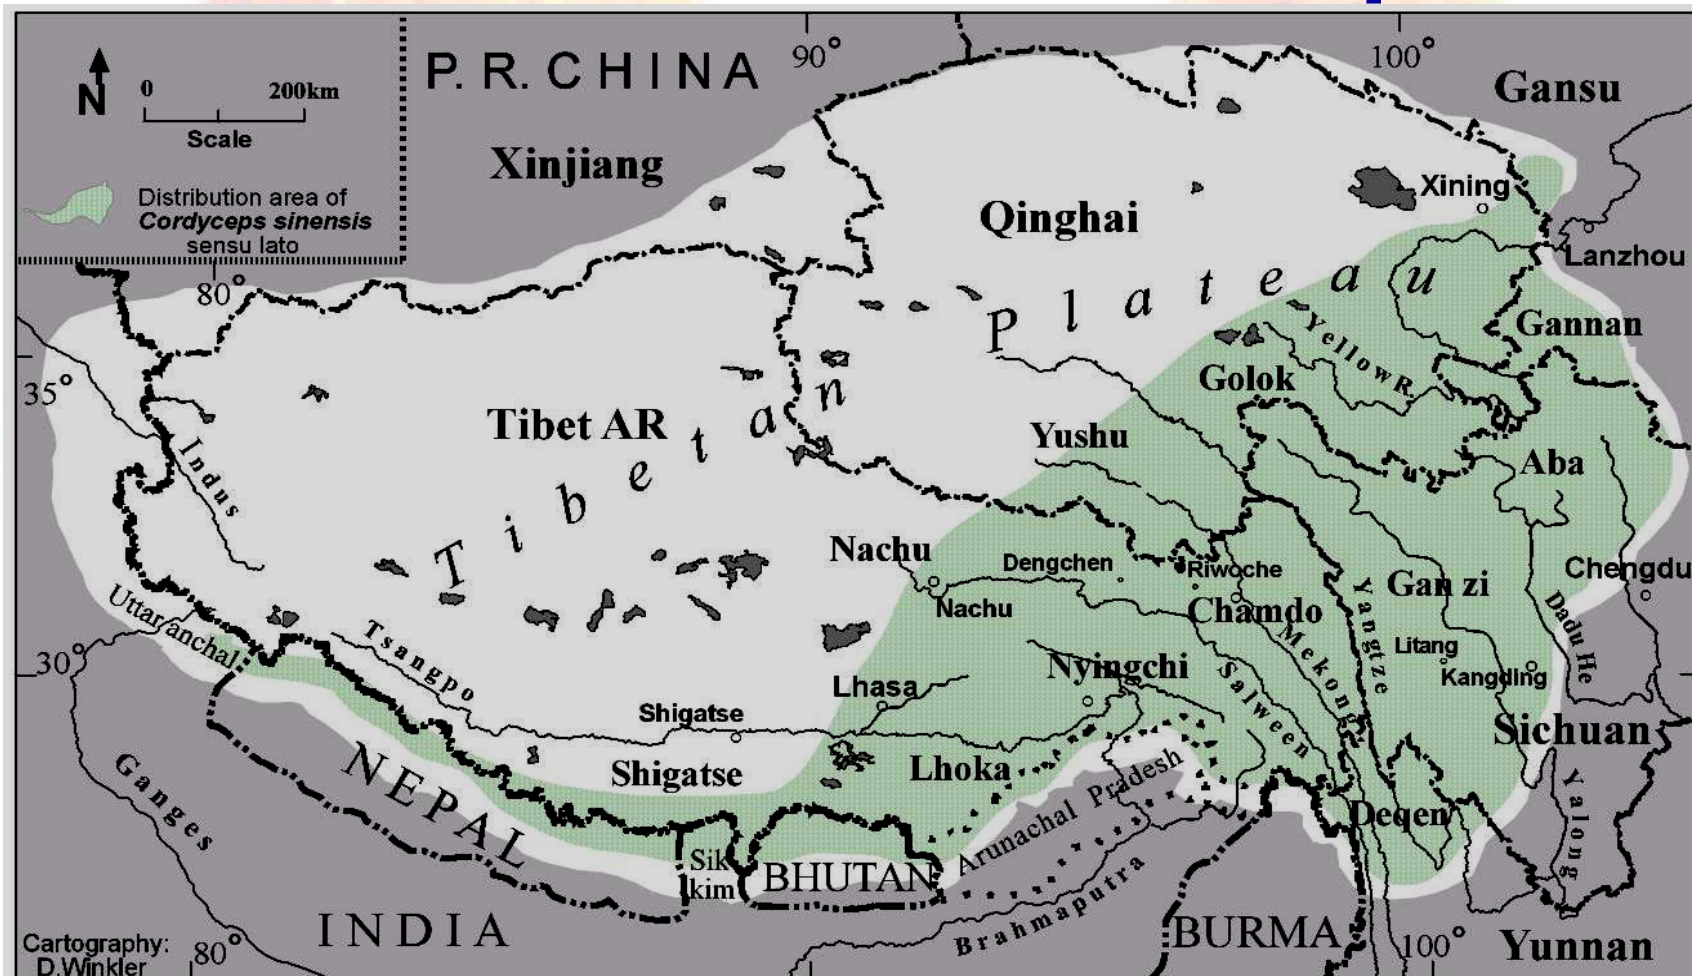 90°
100°
P. R. CHINA
N
0 200km
Scale
Distribution area of
Cordyceps sinensis
sensu lato
Xinjiang
Gansu
Qinghai
Xining
Lanzhou
80°
Plateau
Gannan
Yellow R.
Golok
35°
Tibet AR
Tibetan
Yushu
Aba
Indus
Nachu
Dengchen
Riwoche
Gan zi
Chengdu
Nachu
Chamdo
Yangtze
Dadu He
Uttaranchal
Tsangpo
30°
Nyingchi
Mekong
Litang
Kangding
Salween
Lhasa
Shigatse
Sichuan
Shigatse
Lhoka
Ganges
NEPAL
Arunachal Pradesh
Deqen
Yalong
Sik
kim
BHUTAN
Brahmaputra
INDIA
BURMA
Yunnan
80°
100°
Cartography:
D.Winkler